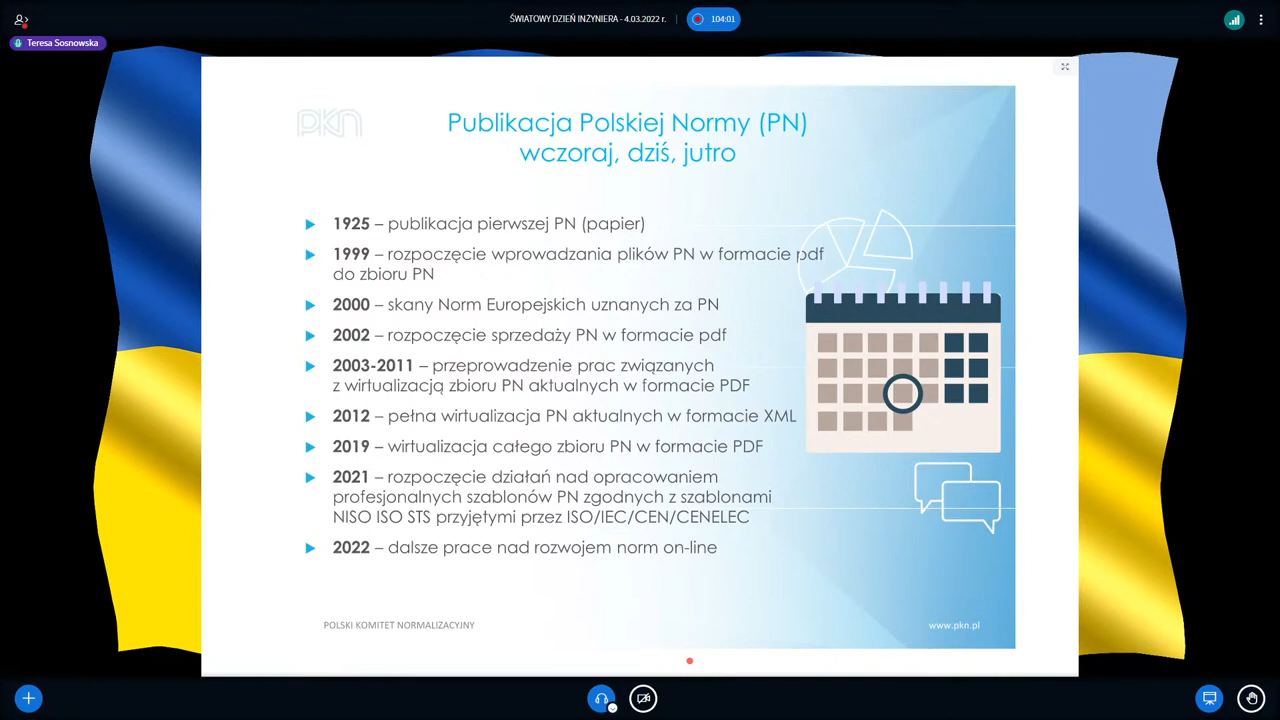 ŚWIATOWY DZIEŃ INŻYNIERA - 4.03.2022 r.
104:01
Teresa Sosnowska
pkn
Publikacja Polskiej Normy (PN)
wczoraj, dziś, jutro
1925 – publikacja pierwszej PN (papier)
1999 – rozpoczęcie wprowadzania plików PN w formacie pdf
do zbioru PN
2000 – skany Norm Europejskich uznanych za PN
2002 – rozpoczęcie sprzedaży PN w formacie pdf
2003-2011 – przeprowadzenie prac związanych
z wirtualizacją zbioru PN aktualnych w formacie PDF
2012 – pełna wirtualizacja PN aktualnych w formacie XML
2019 – wirtualizacja całego zbioru PN w formacie PDF
2021 – rozpoczęcie działań nad opracowaniem
profesjonalnych szablonów PN zgodnych z szablonami
NISO ISO STS przyjętymi przez ISO/IEC/CEN/CENELEC
2022 – dalsze prace nad rozwojem norm on-line
POLSKI KOMITET NORMALIZACYJNY
www.pkn.pl